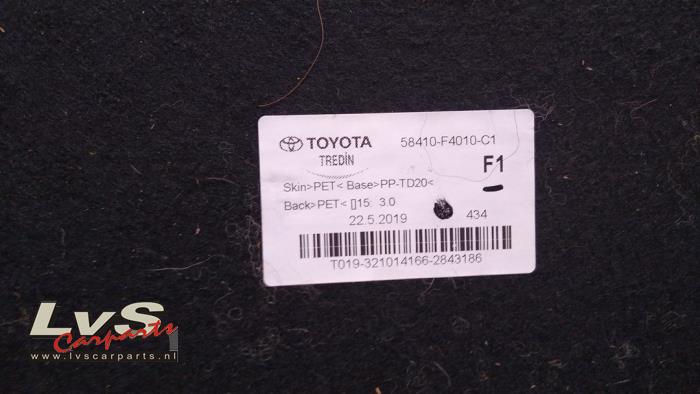 TOYOTA 58410-F4010-C1
TREDİN F1
Skin>PET< Base>PP-TD20<
Back>PET< []15: 3.0
22.5.2019 434
T019-321014166-2843186
LvS
Carparts
www.lvscarparts.nl